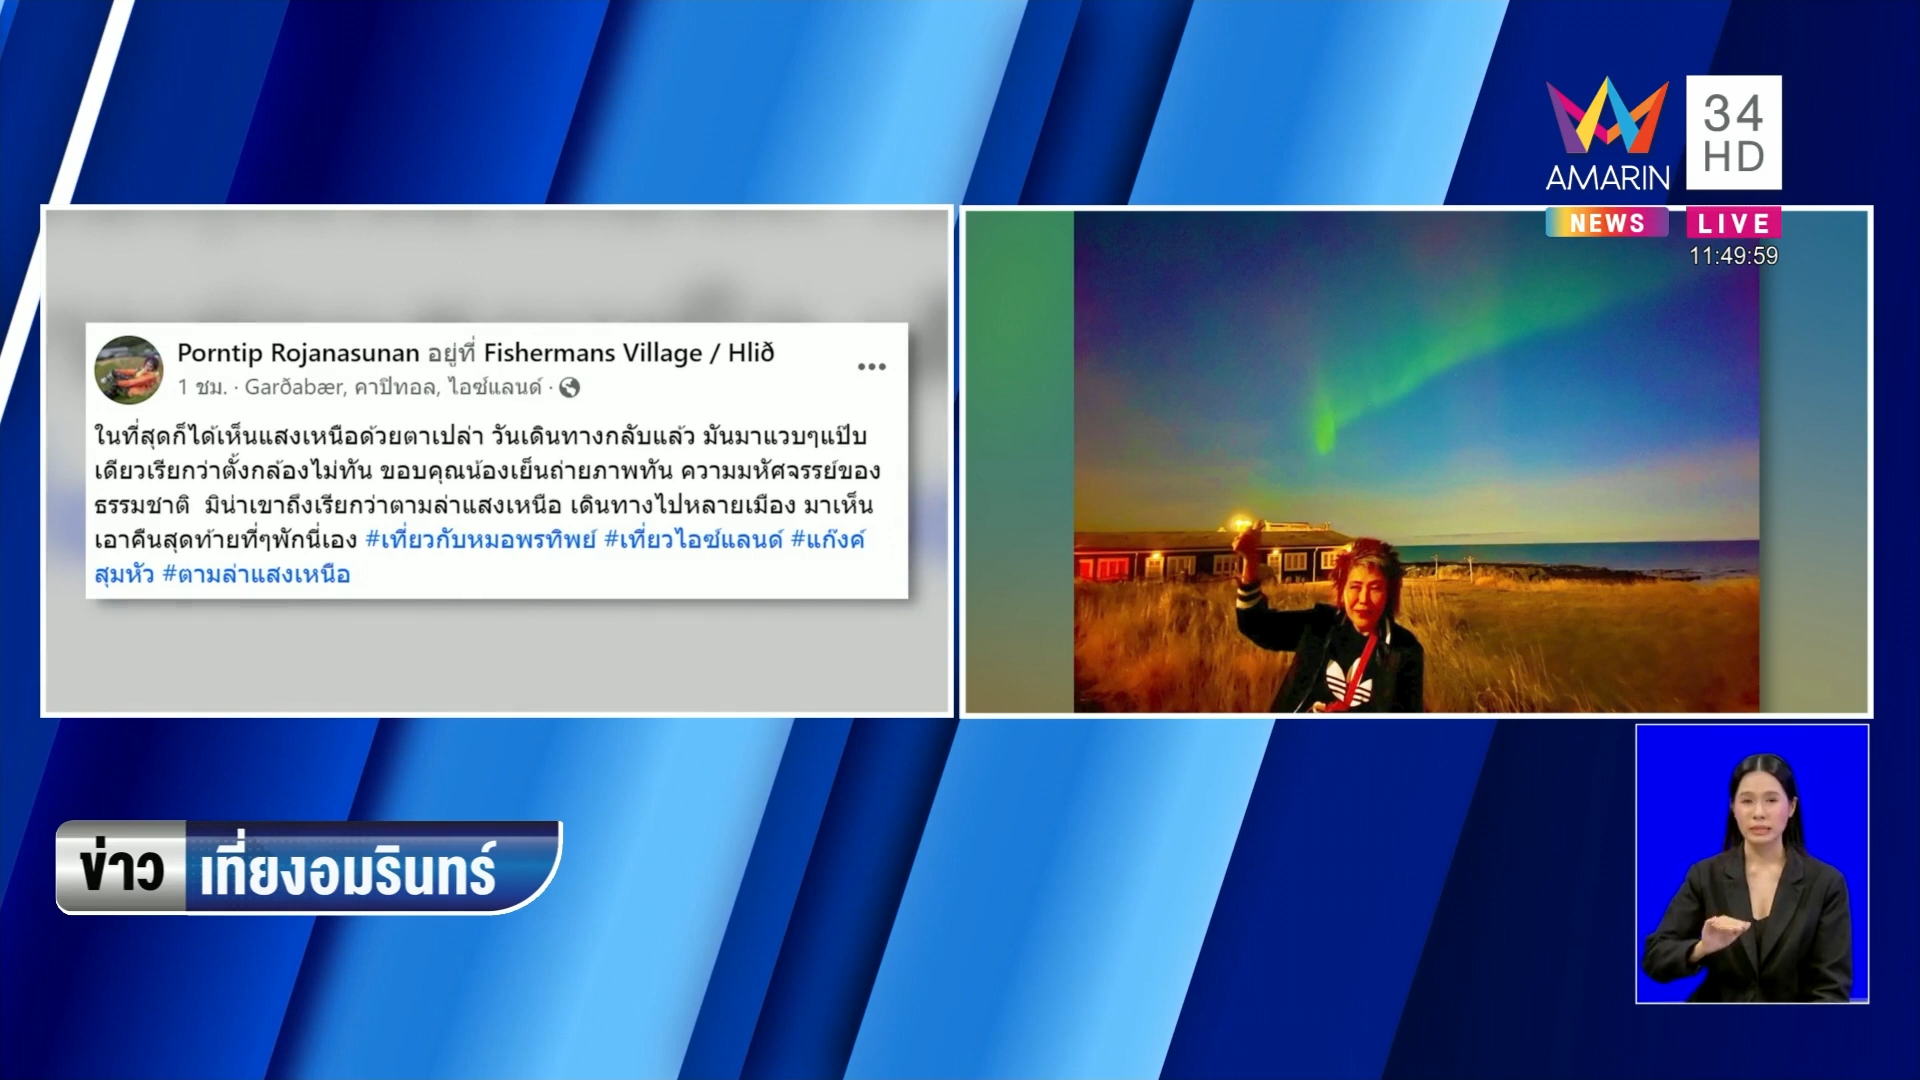 AMARIN
34
HD
NEWS
LIVE
11:49:59
Porntip Rojanasunan อยู่ที่ Fishermans Village / Hlið
1 ชม. · Garðabær, คาปิทอล, ไอซ์แลนด์ ·
ในที่สุดก็ได้เห็นแสงเหนือด้วยตาเปล่า วันเดินทางกลับแล้ว มันมาแวบๆแป๊บ
เดียวเรียกว่าตั้งกล้องไม่ทัน ขอบคุณน้องเย็นถ่ายภาพทัน ความมหัศจรรย์ของ
ธรรมชาติ มิน่าเขาถึงเรียกว่าตามล่าแสงเหนือ เดินทางไปหลายเมือง มาเห็น
เอาคืนสุดท้ายที่ๆพักนี่เอง #เที่ยวกับหมอพรทิพย์ #เที่ยวไอซ์แลนด์ #แก๊งค์
สุมหัว #ตามล่าแสงเหนือ
ข่าว เที่ยงอมรินทร์